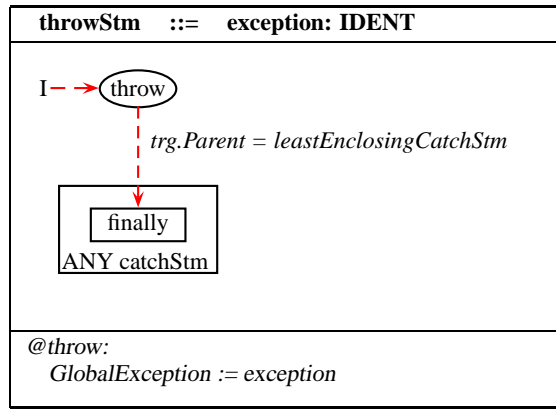 throwStm ::= exception: IDENT
I
throw
trg.Parent = leastEnclosingCatchStm
finally
ANY catchStm
@throw:
GlobalException := exception